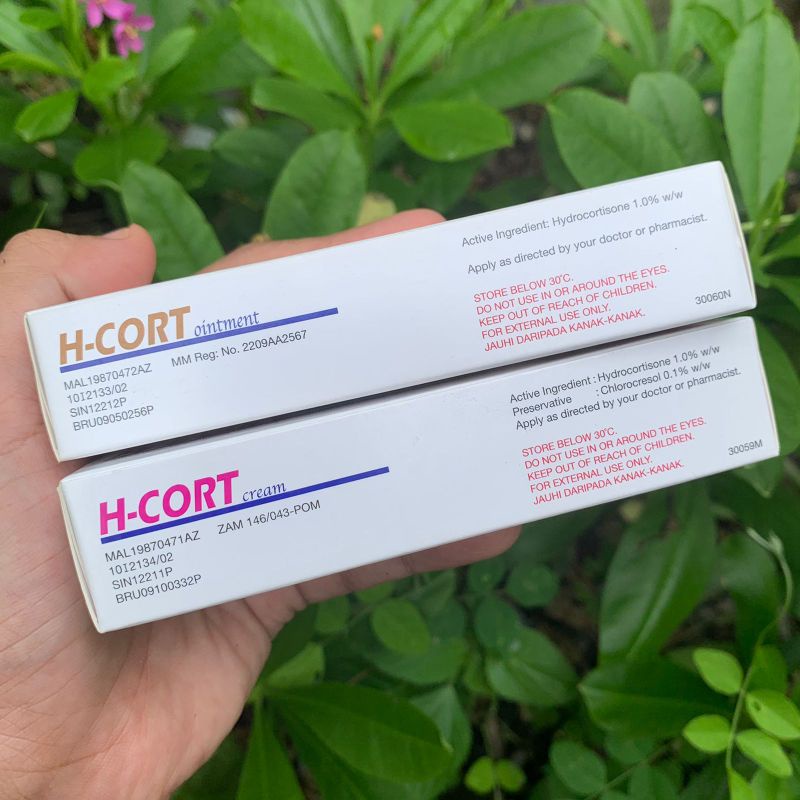 H-CORT ointment
MAL19870472AZ MM Reg: No. 2209AA2567
10I2133/02
SIN12212P
BRU09050256P
Active Ingredient: Hydrocortisone 1.0% w/w
Apply as directed by your doctor or pharmacist.
STORE BELOW 30°C.
DO NOT USE IN OR AROUND THE EYES.
KEEP OUT OF REACH OF CHILDREN.
FOR EXTERNAL USE ONLY.
JAUHI DARIPADA KANAK-KANAK.
30060N
H-CORT cream
MAL19870471AZ ZAM 146/043-POM
10I2134/02
SIN12211P
BRU09100332P
Active Ingredient : Hydrocortisone 1.0% w/w
Preservative : Chlorocresol 0.1% w/w
Apply as directed by your doctor or pharmacist.
STORE BELOW 30°C.
DO NOT USE IN OR AROUND THE EYES.
KEEP OUT OF REACH OF CHILDREN.
FOR EXTERNAL USE ONLY.
JAUHI DARIPADA KANAK-KANAK.
30059M